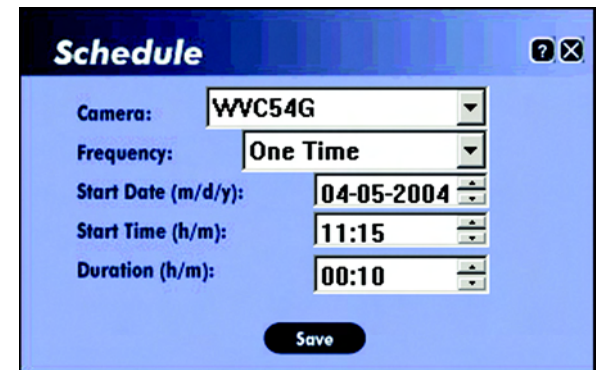 Schedule ? X
Camera: WVC54G
Frequency: One Time
Start Date (m/d/y): 04-05-2004
Start Time (h/m): 11:15
Duration (h/m): 00:10
Save